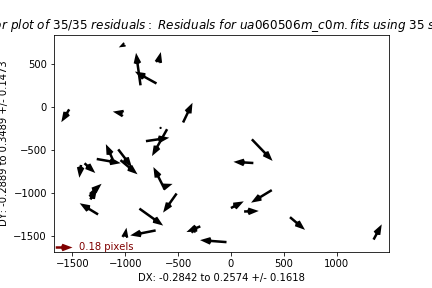 or plot of 35/35 residuals: Residuals for ua060506m_c0m.fits using 35 s
DY: -0.2889 to 0.3489 +/- 0.1473
500
0
−500
−1000
−1500
0.18 pixels
−1500 −1000 −500 0 500 1000
DX: -0.2842 to 0.2574 +/- 0.1618